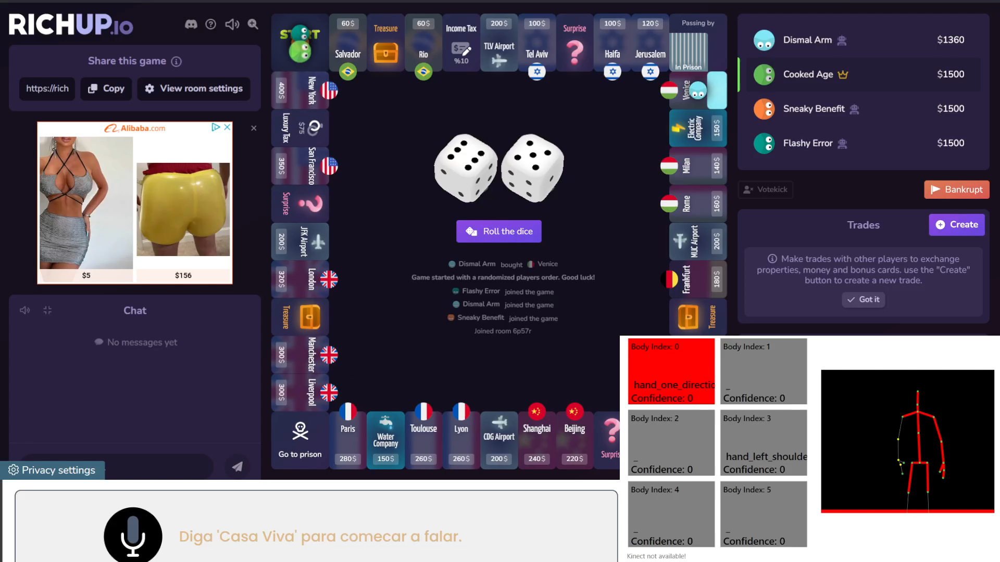 RICHUP.IO
Share this game
https://rich
Copy
View room settings
Alibaba.com
$5
$156
Chat
No messages yet
Privacy settings
START
60$
Salvador
Treasure
60$
Rio
Income Tax
%10
200$
TLV Airport
100$
Tel Aviv
Surprise
100$
Haifa
120$
Jerusalem
Passing by
In Prison
Venice
Electric Company
150$
Milan
140$
Rome
160$
MUC Airport
200$
Frankfurt
180$
Treasure
400$
New York
Luxury Tax
$75
350$
San Francisco
Surprise
200$
JFK Airport
320$
London
Treasure
300$
Manchester
300$
Liverpool
Go to prison
Paris
280$
Water Company
150$
Toulouse
260$
Lyon
260$
CDG Airport
200$
Shanghai
240$
Beijing
220$
Surpris
Roll the dice
Dismal Arm bought Venice
Game started with a randomized players order. Good luck!
Flashy Error joined the game
Dismal Arm joined the game
Sneaky Benefit joined the game
Joined room 6p57r
Dismal Arm $1360
Cooked Age $1500
Sneaky Benefit $1500
Flashy Error $1500
Votekick
Bankrupt
Trades
Create
Make trades with other players to exchange
properties, money and bonus cards. use the "Create"
button to create a new trade.
Got it
Body Index: 0
hand_one_directio
Confidence: 0
Body Index: 1
_
Confidence: 0
Body Index: 2
_
Confidence: 0
Body Index: 3
hand_left_shoulde
Confidence: 0
Body Index: 4
_
Confidence: 0
Body Index: 5
_
Confidence: 0
Kinect not available!
Diga 'Casa Viva' para comecar a falar.